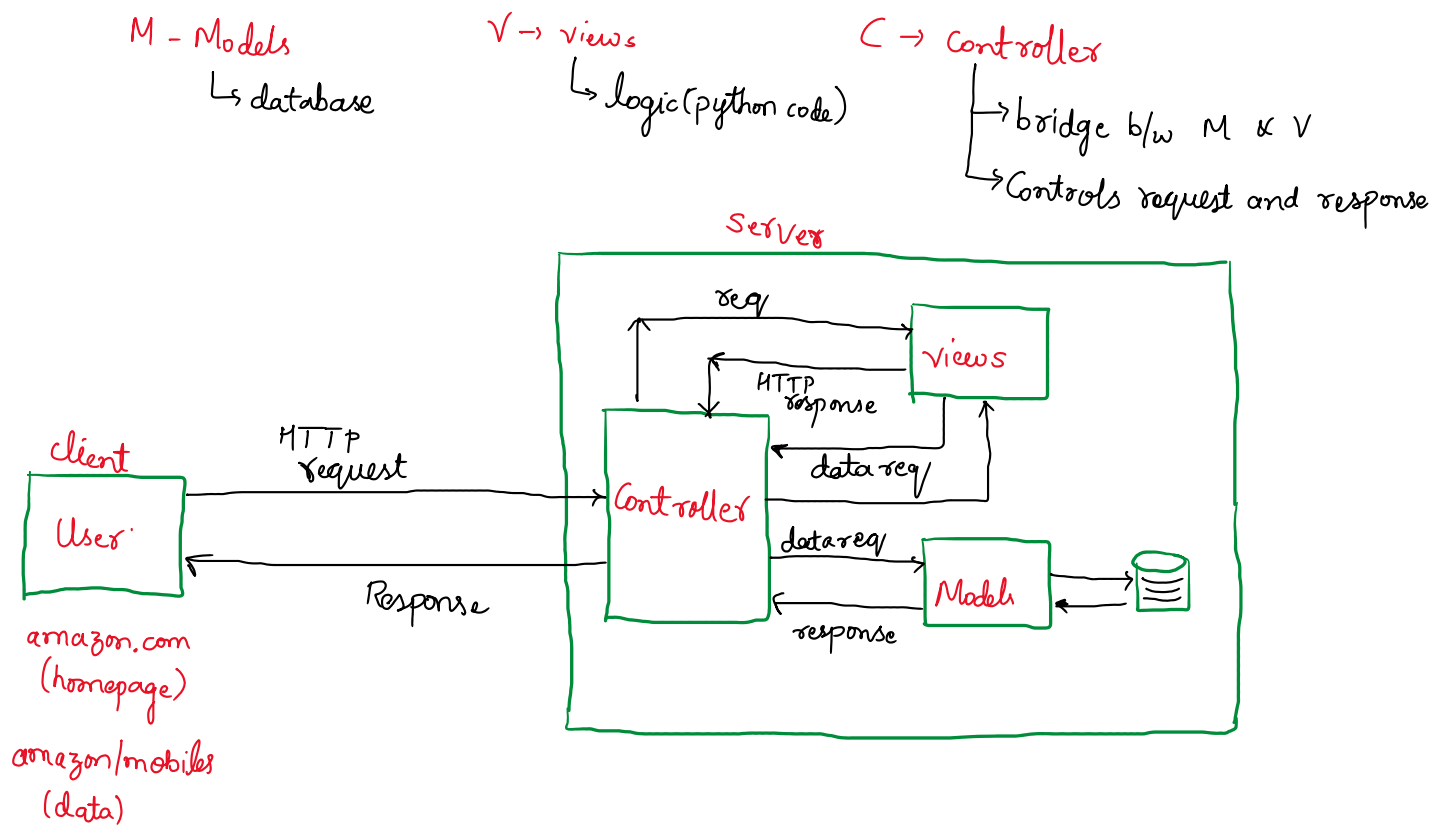 M - Models
↳ database
V → views
↳ logic (python code)
C → Controller
→ bridge b/w M & V
→ Controls request and response
Server
req
views
HTTP
response
data req
Client
User
HTTP
request
Controller
Response
data req
Models
response
amazon.com
(homepage)
amazon/mobiles
(data)